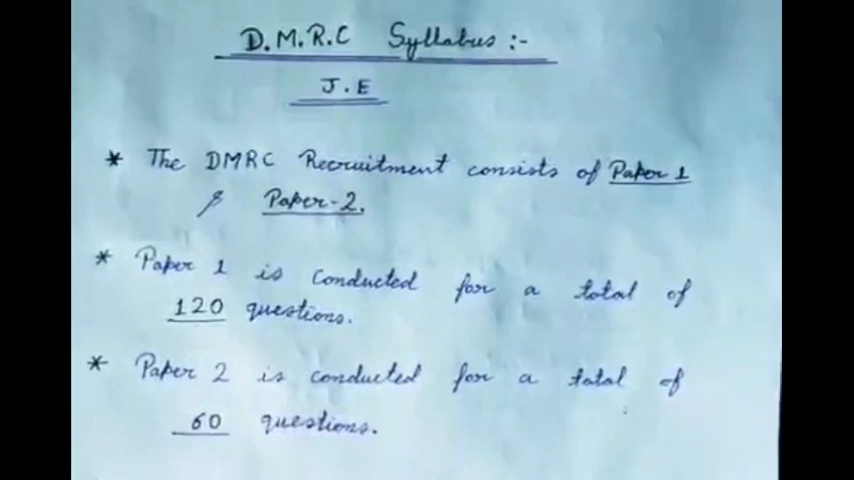 D.M.R.C Syllabus :-
J.E
* The DMRC Recruitment consists of Paper 1
& Paper-2.
* Paper 1 is conducted for a total of
120 questions.
* Paper 2 is conducted for a total of
60 questions.